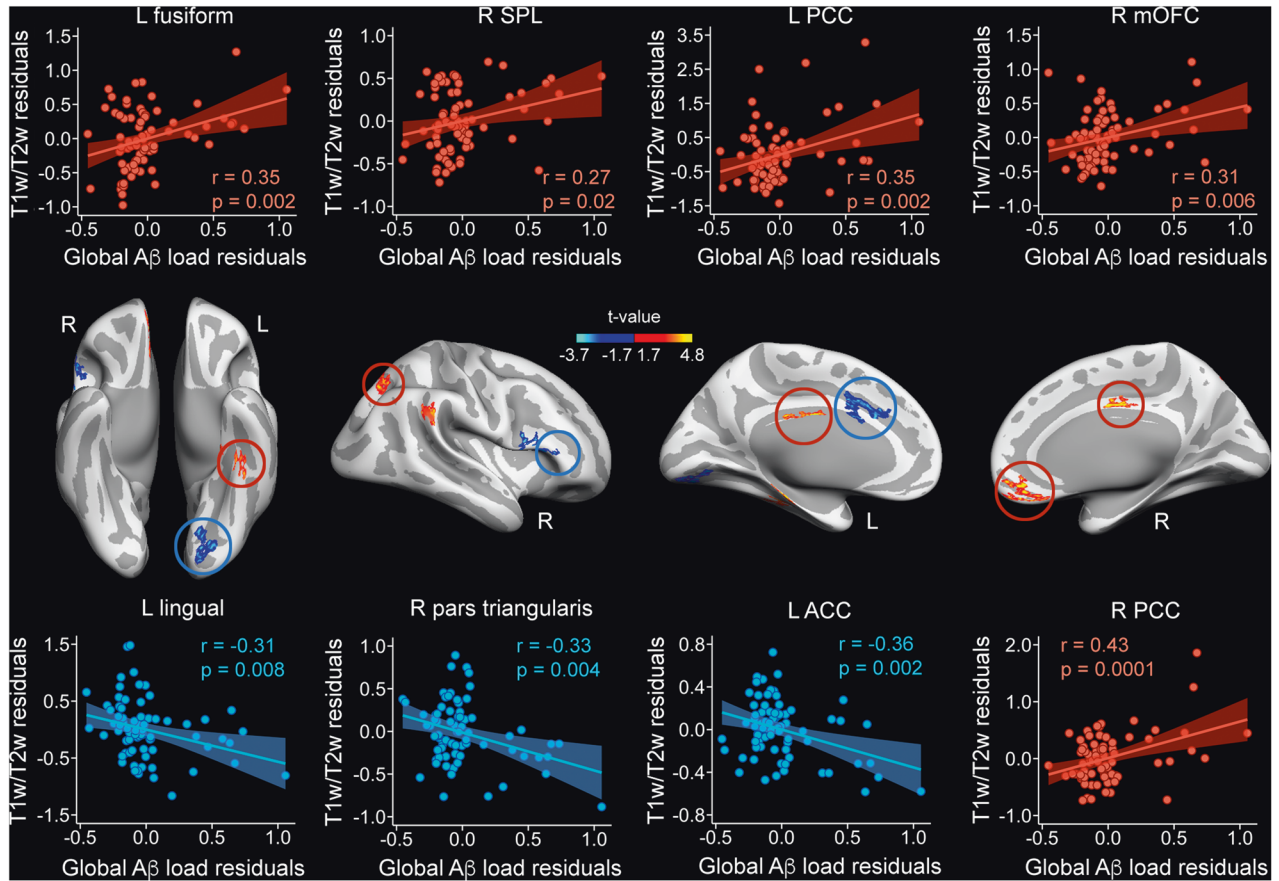 L fusiform
T1w/T2w residuals
1.5
1.0
0.5
0.0
-0.5
-1.0
r = 0.35
p = 0.002
-0.5 0.0 0.5 1.0
Global Aβ load residuals
R SPL
T1w/T2w residuals
1.0
0.5
0.0
-0.5
-1.0
r = 0.27
p = 0.02
-0.5 0.0 0.5 1.0
Global Aβ load residuals
L PCC
T1w/T2w residuals
3.5
2.5
1.5
0.5
-0.5
-1.5
r = 0.35
p = 0.002
-0.5 0.0 0.5 1.0
Global Aβ load residuals
R mOFC
T1w/T2w residuals
1.5
1.0
0.5
0.0
-0.5
-1.0
r = 0.31
p = 0.006
-0.5 0.0 0.5 1.0
Global Aβ load residuals
R L
t-value
-3.7 -1.7 1.7 4.8
R
L
R
L lingual
T1w/T2w residuals
1.5
0.5
-0.5
-1.5
r = -0.31
p = 0.008
-0.5 0.0 0.5 1.0
Global Aβ load residuals
R pars triangularis
T1w/T2w residuals
1.0
0.5
0.0
-0.5
-1.0
r = -0.33
p = 0.004
-0.5 0.0 0.5 1.0
Global Aβ load residuals
L ACC
T1w/T2w residuals
0.8
0.4
0.0
-0.4
-0.8
r = -0.36
p = 0.002
-0.5 0.0 0.5 1.0
Global Aβ load residuals
R PCC
T1w/T2w residuals
2.0
1.0
0.0
-1.0
r = 0.43
p = 0.0001
-0.5 0.0 0.5 1.0
Global Aβ load residuals